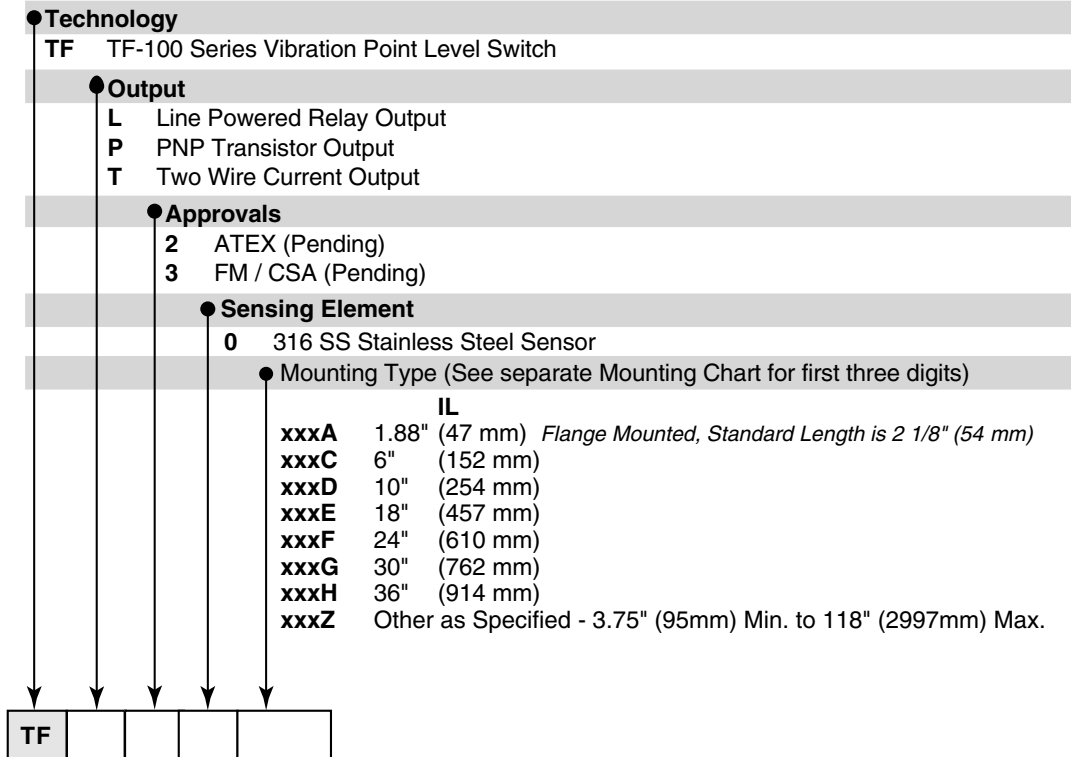 Technology
TF TF-100 Series Vibration Point Level Switch
Output
L Line Powered Relay Output
P PNP Transistor Output
T Two Wire Current Output
Approvals
2 ATEX (Pending)
3 FM / CSA (Pending)
Sensing Element
0 316 SS Stainless Steel Sensor
Mounting Type (See separate Mounting Chart for first three digits)
IL
xxxA 1.88" (47 mm) Flange Mounted, Standard Length is 2 1/8" (54 mm)
xxxC 6" (152 mm)
xxxD 10" (254 mm)
xxxE 18" (457 mm)
xxxF 24" (610 mm)
xxxG 30" (762 mm)
xxxH 36" (914 mm)
xxxZ Other as Specified - 3.75" (95mm) Min. to 118" (2997mm) Max.
TF